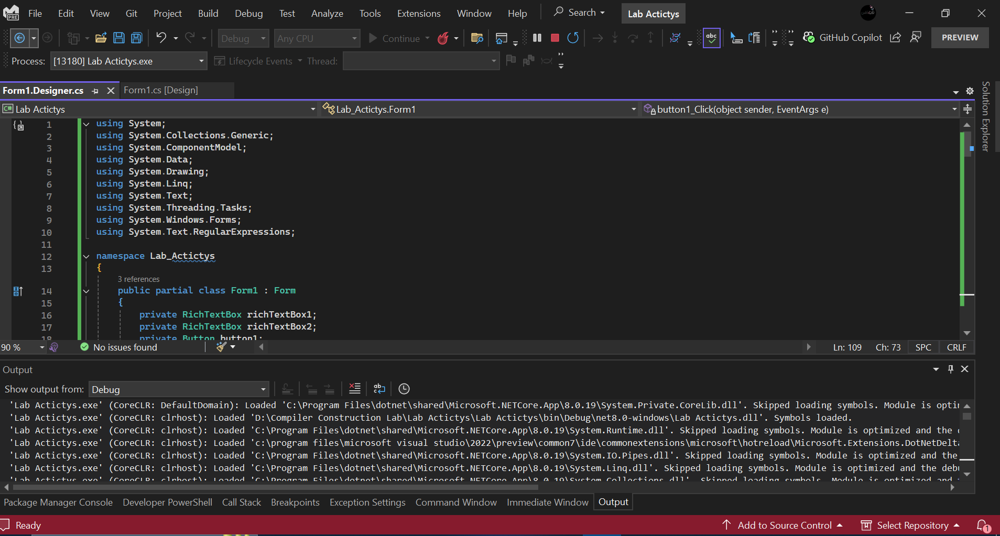 File Edit View Git Project Build Debug Test Analyze Tools Extensions Window Help Search Lab Actictys
PRE
Debug Any CPU Continue abc GitHub Copilot PREVIEW
Process: [13180] Lab Actictys.exe Lifecycle Events Thread:
Form1.Designer.cs Form1.cs [Design]
C# Lab Actictys Lab_Actictys.Form1 button1_Click(object sender, EventArgs e)
Solution Explorer
1 using System;
2 using System.Collections.Generic;
3 using System.ComponentModel;
4 using System.Data;
5 using System.Drawing;
6 using System.Linq;
7 using System.Text;
8 using System.Threading.Tasks;
9 using System.Windows.Forms;
10 using System.Text.RegularExpressions;
11
12 namespace Lab_Actictys
13 {
3 references
14 public partial class Form1 : Form
15 {
16 private RichTextBox richTextBox1;
17 private RichTextBox richTextBox2;
18 private Button button1;
90 % No issues found Ln: 109 Ch: 73 SPC CRLF
Output
Show output from: Debug
'Lab Actictys.exe' (CoreCLR: DefaultDomain): Loaded 'C:\Program Files\dotnet\shared\Microsoft.NETCore.App\8.0.19\System.Private.CoreLib.dll'. Skipped loading symbols. Module is opti
'Lab Actictys.exe' (CoreCLR: clrhost): Loaded 'D:\Compiler Construction Lab\Lab Actictys\Lab Actictys\bin\Debug\net8.0-windows\Lab Actictys.dll'. Symbols loaded.
'Lab Actictys.exe' (CoreCLR: clrhost): Loaded 'C:\Program Files\dotnet\shared\Microsoft.NETCore.App\8.0.19\System.Runtime.dll'. Skipped loading symbols. Module is optimized and the
'Lab Actictys.exe' (CoreCLR: clrhost): Loaded 'c:\program files\microsoft visual studio\2022\preview\common7\ide\commonextensions\microsoft\hotreload\Microsoft.Extensions.DotNetDelta
'Lab Actictys.exe' (CoreCLR: clrhost): Loaded 'C:\Program Files\dotnet\shared\Microsoft.NETCore.App\8.0.19\System.IO.Pipes.dll'. Skipped loading symbols. Module is optimized and the
'Lab Actictys.exe' (CoreCLR: clrhost): Loaded 'C:\Program Files\dotnet\shared\Microsoft.NETCore.App\8.0.19\System.Linq.dll'. Skipped loading symbols. Module is optimized and the debu
'Lab Actictys.exe' (CoreCLR: clrhost): Loaded 'C:\Program Files\dotnet\shared\Microsoft.NETCore.App\8.0.19\System.Collections.dll'. Skipped loading symbols. Module is optimized and
Package Manager Console Developer PowerShell Call Stack Breakpoints Exception Settings Command Window Immediate Window Output
Ready Add to Source Control Select Repository 1